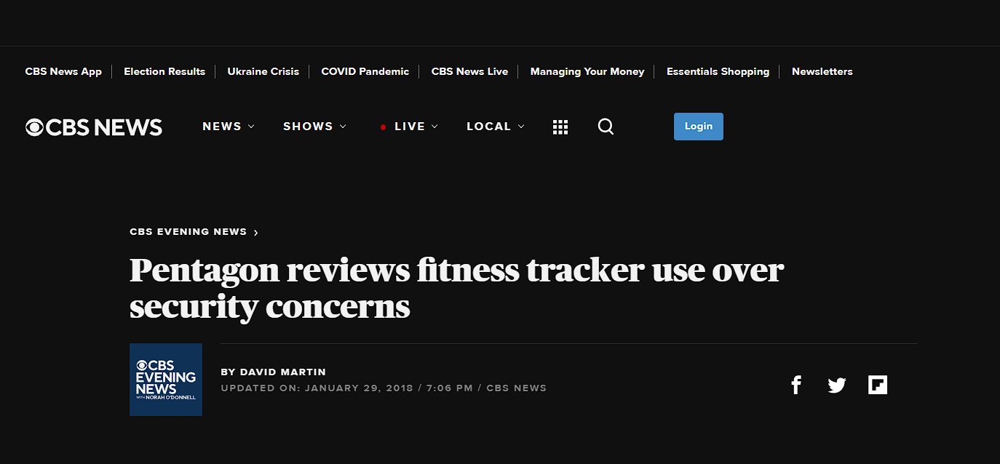 CBS News App Election Results Ukraine Crisis COVID Pandemic CBS News Live Managing Your Money Essentials Shopping Newsletters
CBS NEWS NEWS SHOWS LIVE LOCAL Login
CBS EVENING NEWS
Pentagon reviews fitness tracker use over
security concerns
CBS
EVENING
NEWS
WITH NORAH O'DONNELL
BY DAVID MARTIN
UPDATED ON: JANUARY 29, 2018 / 7:06 PM / CBS NEWS